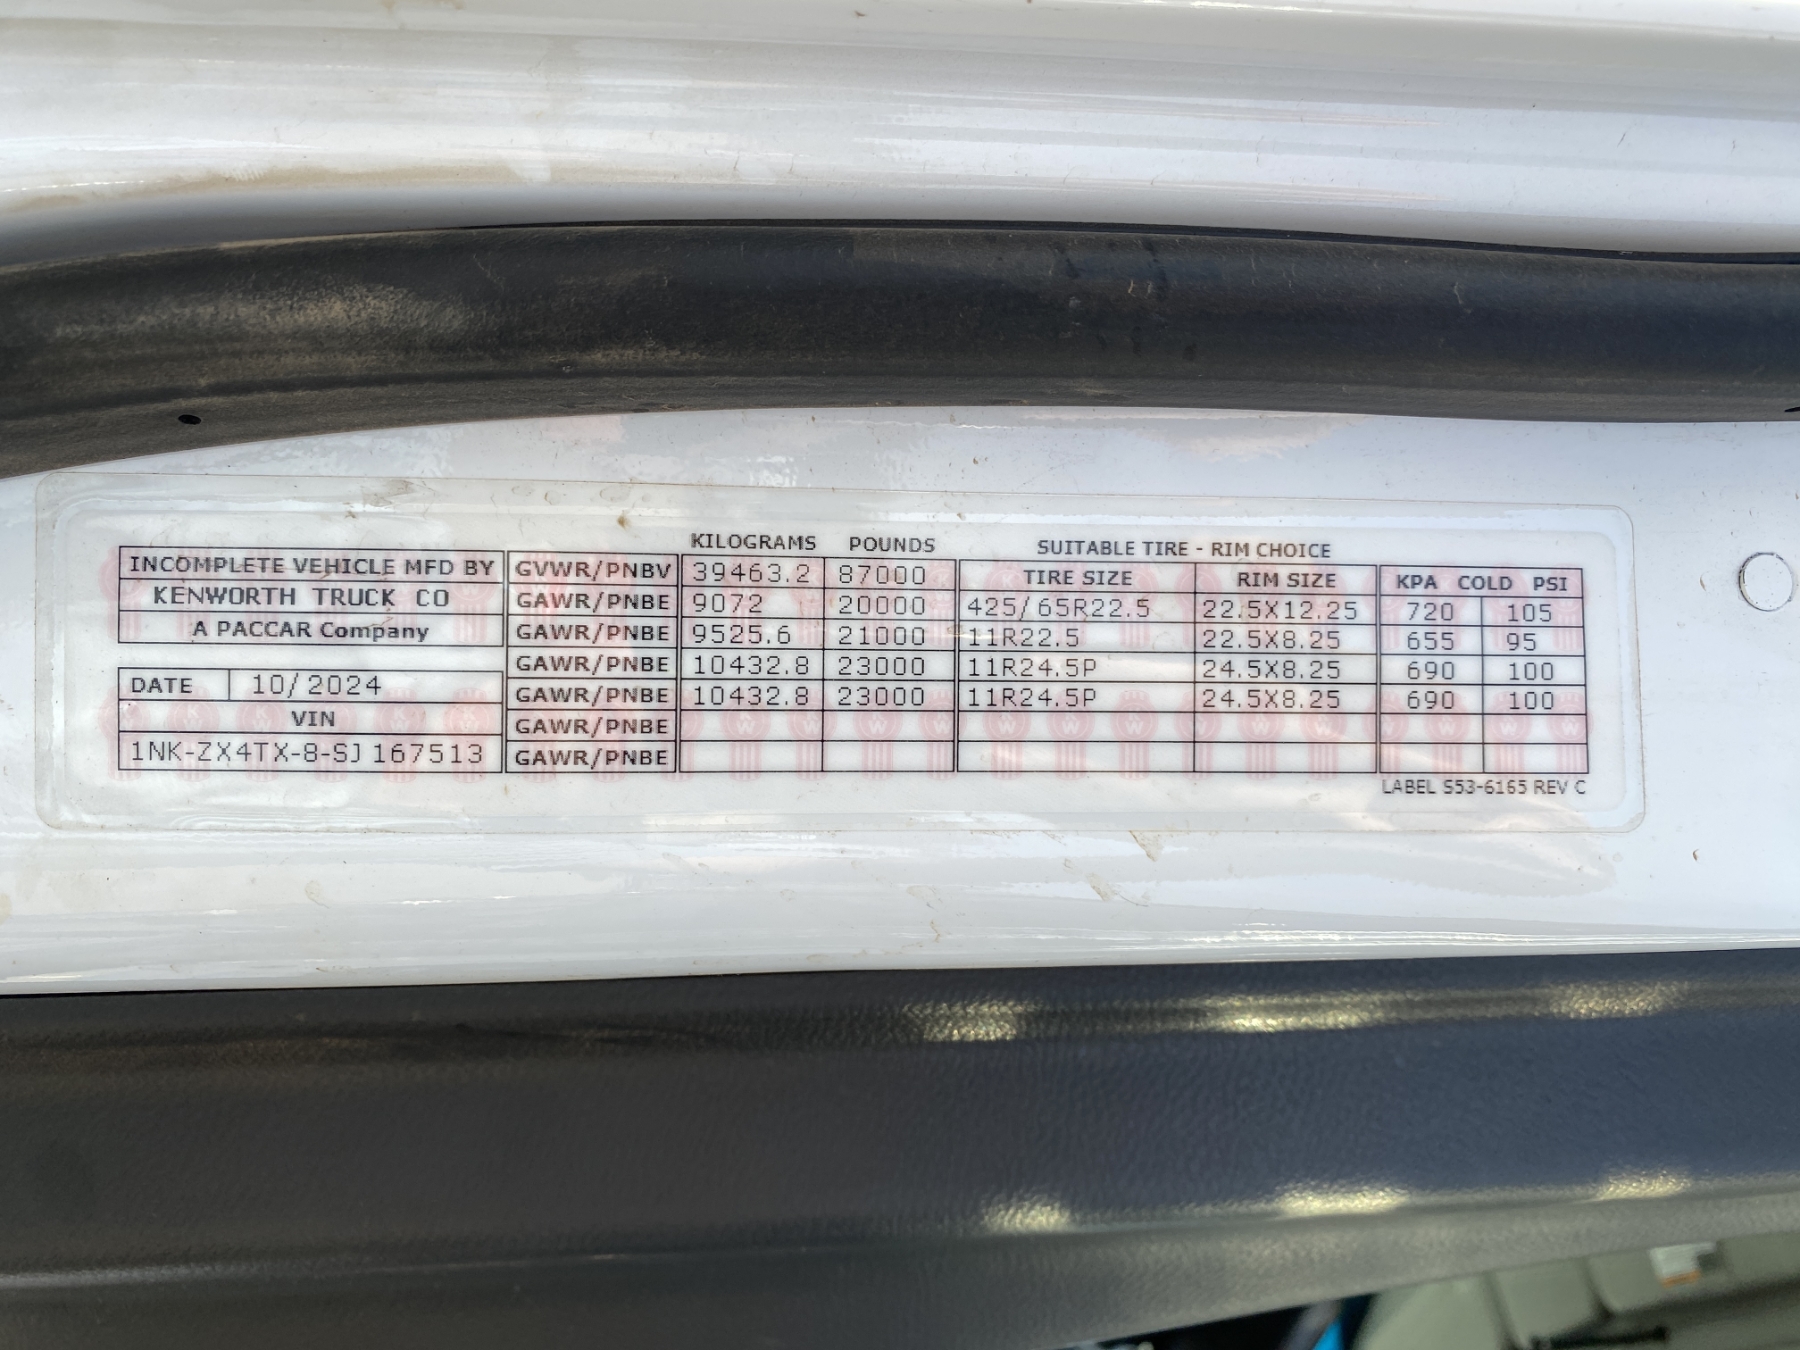 KILOGRAMS POUNDS SUITABLE TIRE - RIM CHOICE
INCOMPLETE VEHICLE MFD BY
KENWORTH TRUCK CO
A PACCAR Company
DATE 10/2024
VIN
1NK-ZX4TX-8-SJ167513
GVWR/PNBV 39463.2 87000 TIRE SIZE RIM SIZE KPA COLD PSI
GAWR/PNBE 9072 20000 425/65R22.5 22.5X12.25 720 105
GAWR/PNBE 9525.6 21000 11R22.5 22.5X8.25 655 95
GAWR/PNBE 10432.8 23000 11R24.5P 24.5X8.25 690 100
GAWR/PNBE 10432.8 23000 11R24.5P 24.5X8.25 690 100
GAWR/PNBE
GAWR/PNBE
LABEL S53-6165 REV C